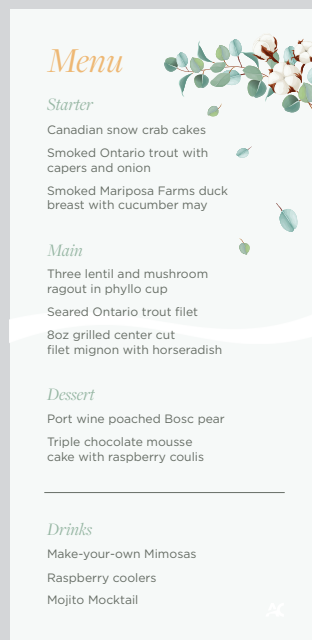 Menu
Starter
Canadian snow crab cakes
Smoked Ontario trout with
capers and onion
Smoked Mariposa Farms duck
breast with cucumber may
Main
Three lentil and mushroom
ragout in phyllo cup
Seared Ontario trout filet
8oz grilled center cut
filet mignon with horseradish
Dessert
Port wine poached Bosc pear
Triple chocolate mousse
cake with raspberry coulis
Drinks
Make-your-own Mimosas
Raspberry coolers
Mojito Mocktail